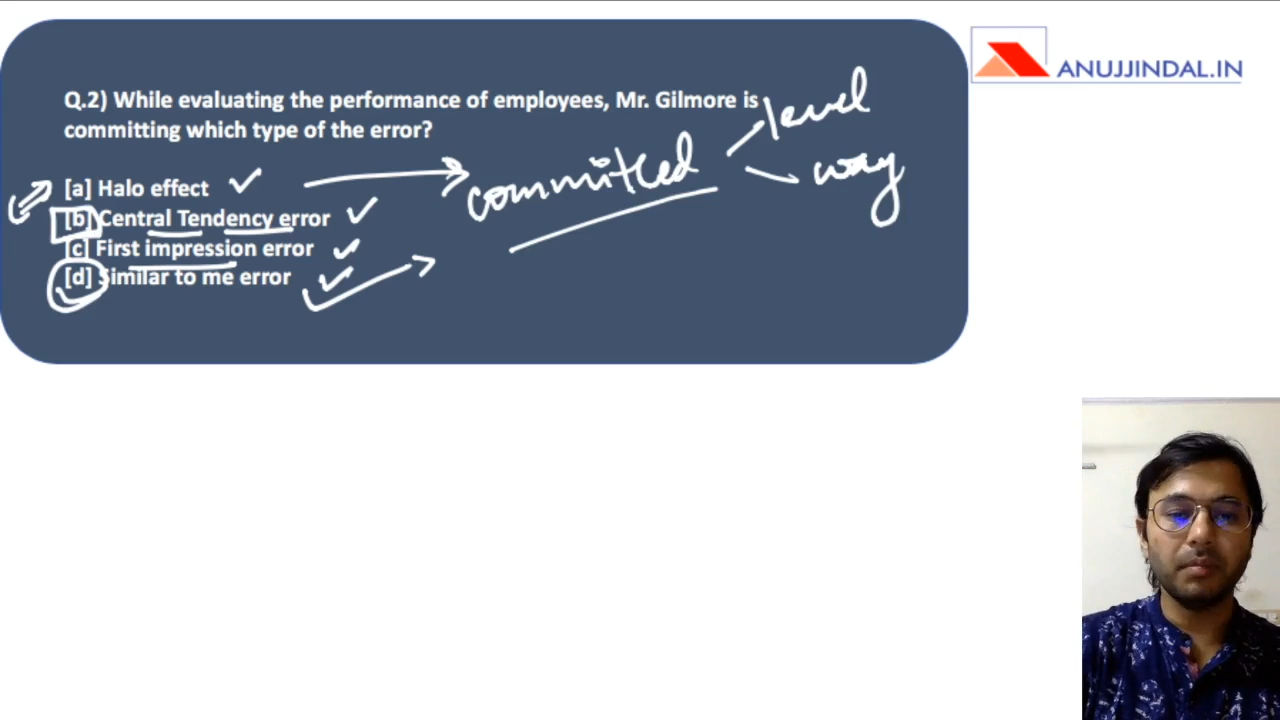 ANUJJINDAL.IN
Q.2) While evaluating the performance of employees, Mr. Gilmore is
committing which type of the error?
level
committed
way
[a] Halo effect
[b] Central Tendency error
[c] First impression error
[d] Similar to me error